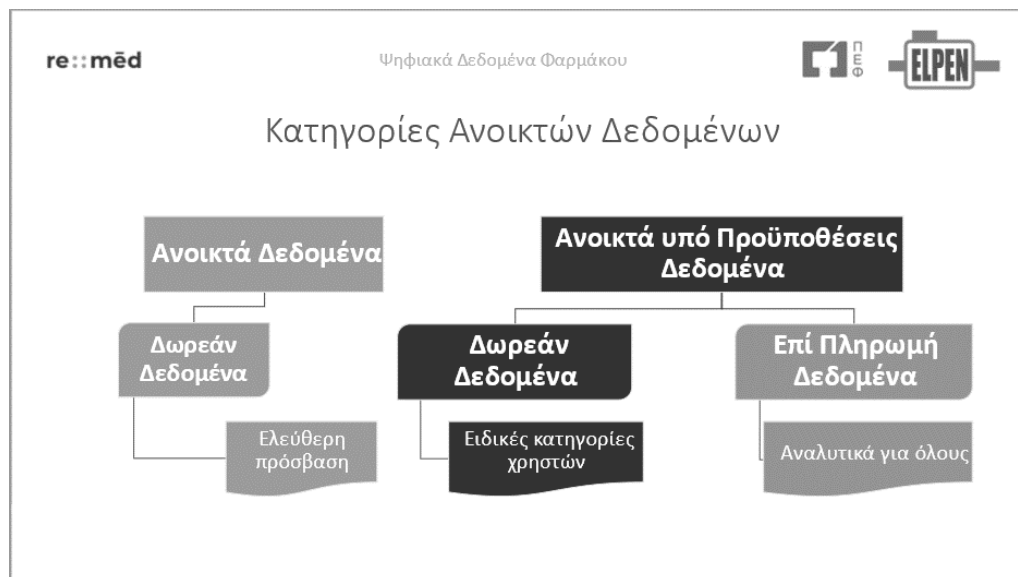 re::mēd
Ψηφιακά Δεδομένα Φαρμάκου
ΠΕΦ
ELPEN
Κατηγορίες Ανοικτών Δεδομένων
Ανοικτά Δεδομένα
Ανοικτά υπό Προϋποθέσεις
Δεδομένα
Δωρεάν
Δεδομένα
Δωρεάν
Δεδομένα
Επί Πληρωμή
Δεδομένα
Ελεύθερη
πρόσβαση
Ειδικές κατηγορίες
χρηστών
Αναλυτικά για όλους